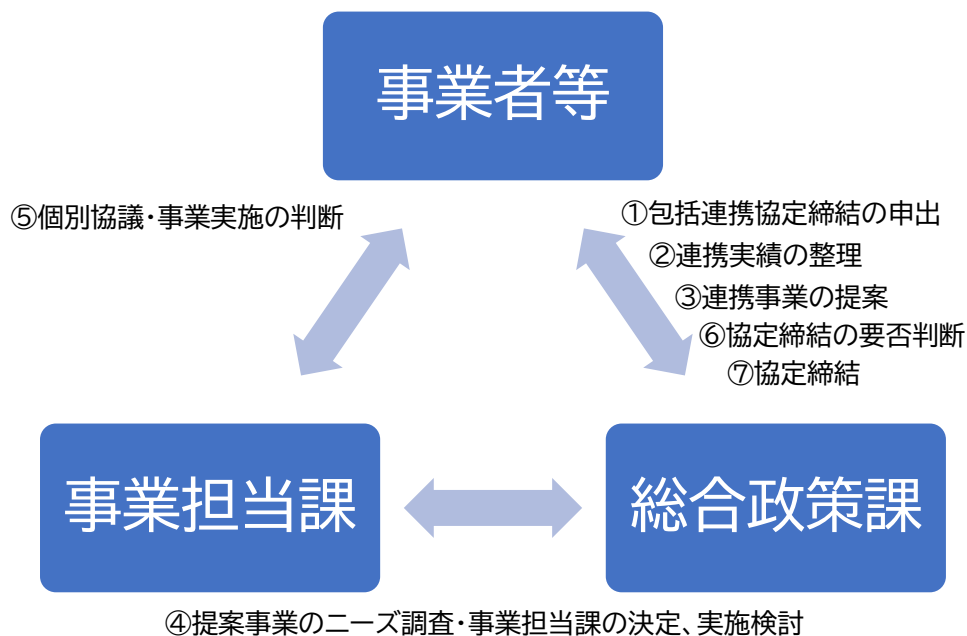 事業者等
⑤個別協議・事業実施の判断
①包括連携協定締結の申出
②連携実績の整理
③連携事業の提案
⑥協定締結の要否判断
⑦協定締結
事業担当課
総合政策課
④提案事業のニーズ調査・事業担当課の決定、実施検討